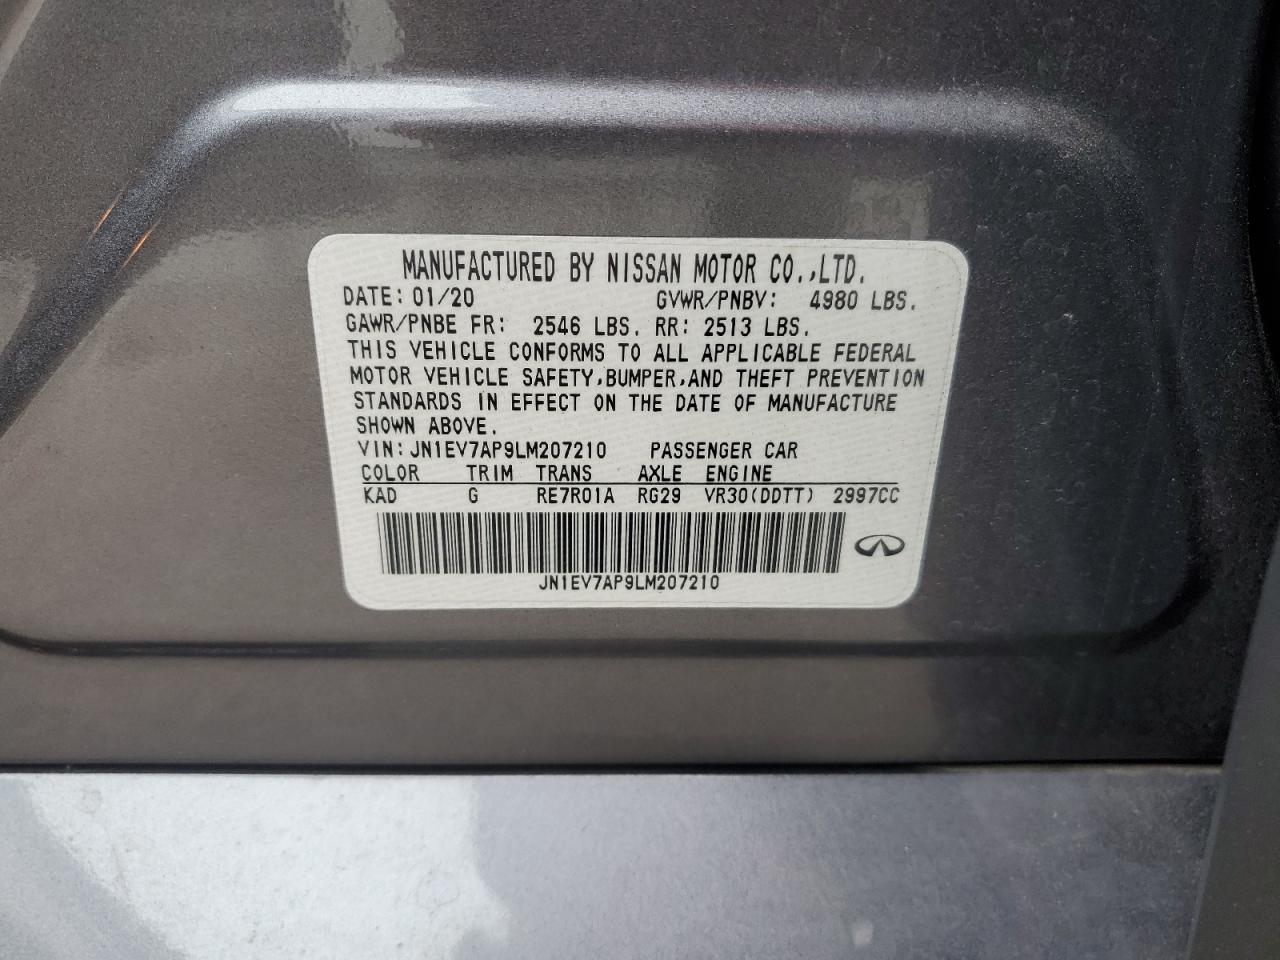 MANUFACTURED BY NISSAN MOTOR CO.,LTD.
DATE: 01/20 GVWR/PNBV: 4980 LBS.
GAWR/PNBE FR: 2546 LBS. RR: 2513 LBS.
THIS VEHICLE CONFORMS TO ALL APPLICABLE FEDERAL
MOTOR VEHICLE SAFETY,BUMPER,AND THEFT PREVENTION
STANDARDS IN EFFECT ON THE DATE OF MANUFACTURE
SHOWN ABOVE.
VIN:JN1EV7AP9LM207210 PASSENGER CAR
COLOR TRIM TRANS AXLE ENGINE
KAD G RE7R01A RG29 VR30(DDTT) 2997CC
JN1EV7AP9LM207210